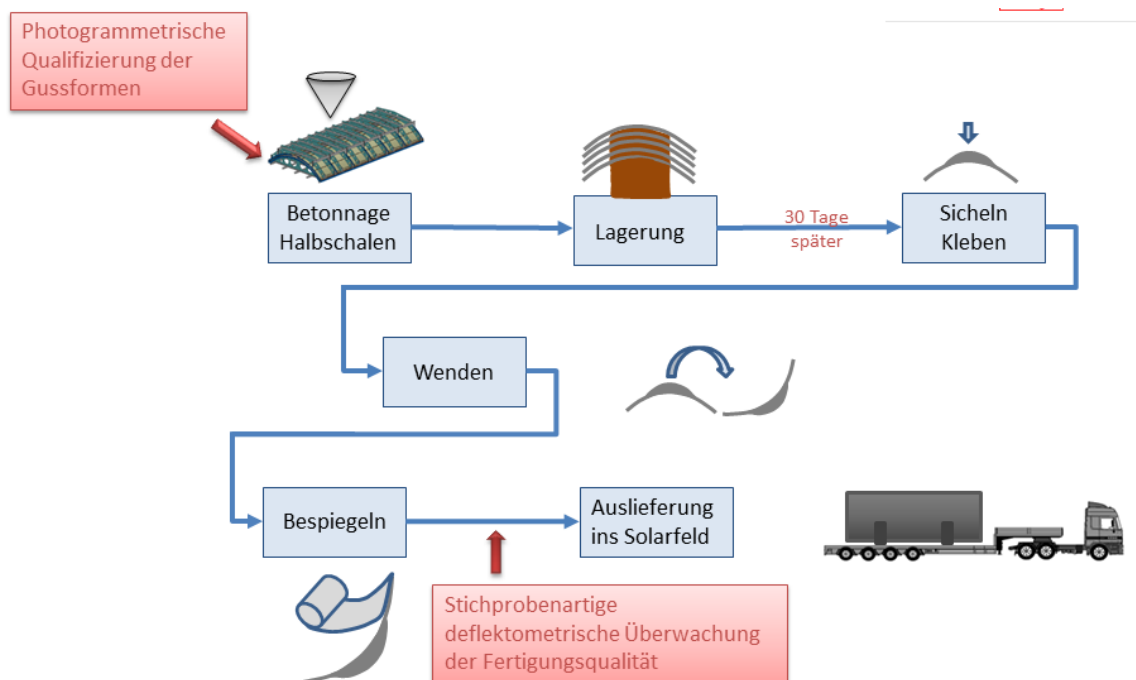 Photogrammetrische
Qualifizierung der
Gussformen
Betonnage
Halbschalen
Lagerung
30 Tage
später
Sicheln
Kleben
Wenden
Bespiegeln
Auslieferung
ins Solarfeld
Stichprobenartige
deflektometrische Überwachung
der Fertigungsqualität